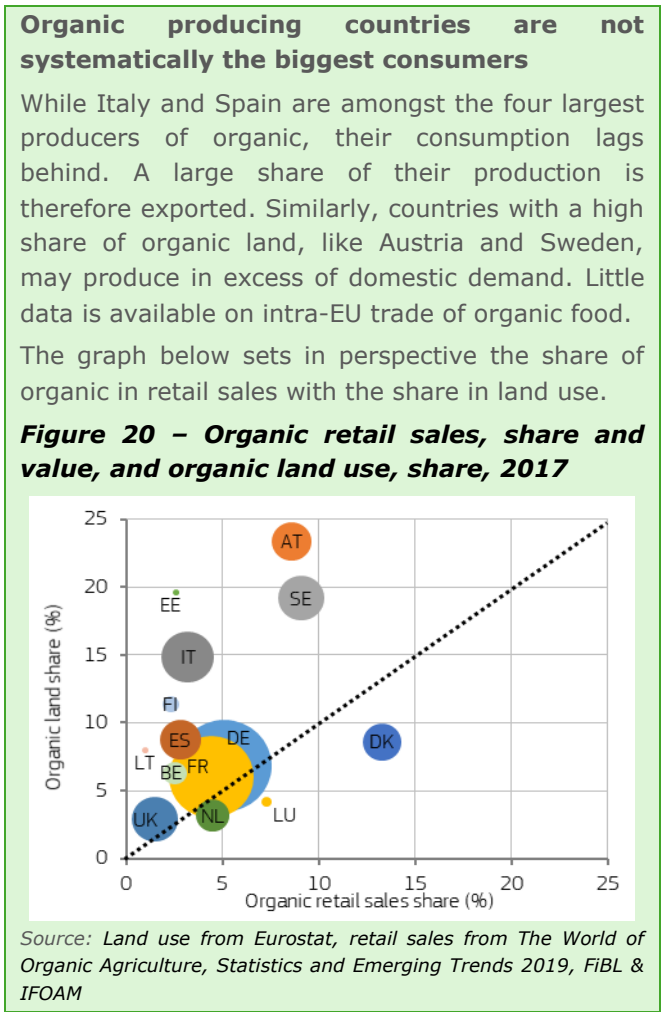 Organic producing countries are not
systematically the biggest consumers
While Italy and Spain are amongst the four largest
producers of organic, their consumption lags
behind. A large share of their production is
therefore exported. Similarly, countries with a high
share of organic land, like Austria and Sweden,
may produce in excess of domestic demand. Little
data is available on intra-EU trade of organic food.
The graph below sets in perspective the share of
organic in retail sales with the share in land use.
Figure 20 – Organic retail sales, share and
value, and organic land use, share, 2017
25
AT
20
EE
SE
15
IT
FI
10
ES
DE
DK
LT
BE
FR
5
UK
NL
LU
0
Organic land share (%)
0 5 10 15 20 25
Organic retail sales share (%)
Source: Land use from Eurostat, retail sales from The World of
Organic Agriculture, Statistics and Emerging Trends 2019, FiBL &
IFOAM